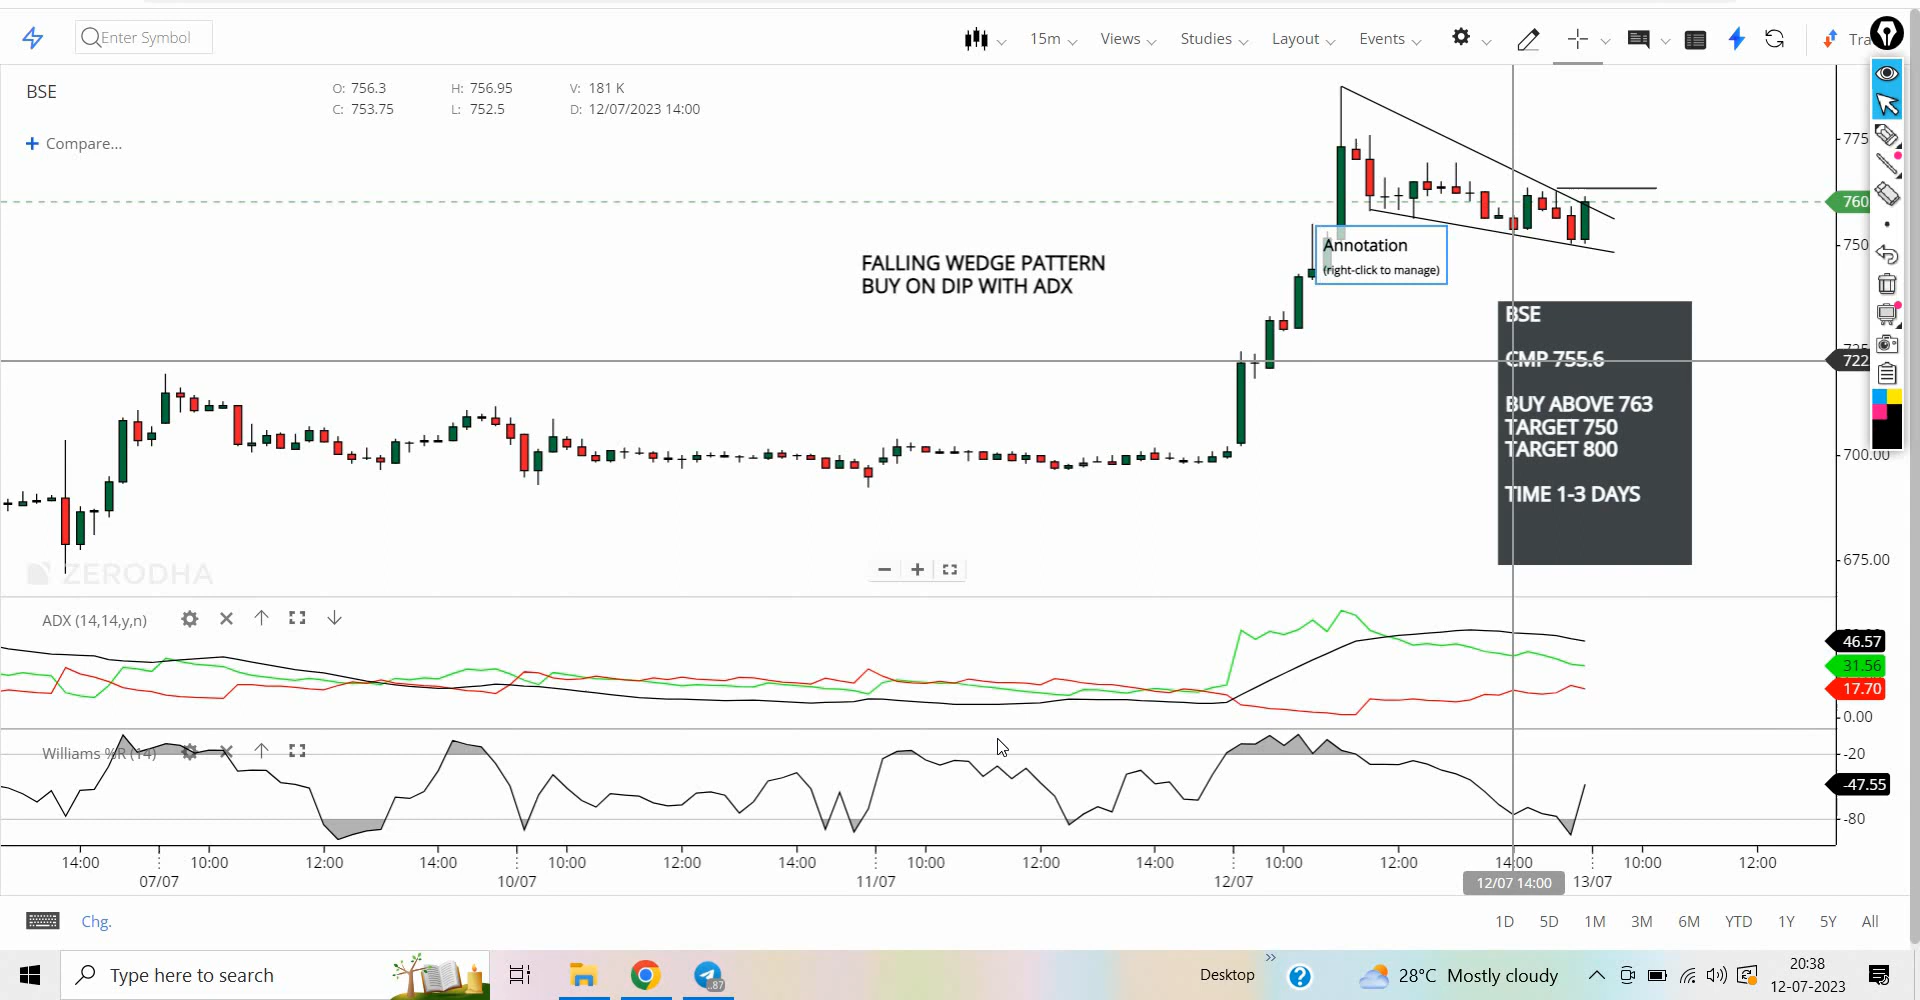 Enter Symbol
15m
Views
Studies
Layout
Events
BSE
O: 756.3 H: 756.95 V: 181 K
C: 753.75 L: 752.5 D: 12/07/2023 14:00
+ Compare...
775
760
750
FALLING WEDGE PATTERN
BUY ON DIP WITH ADX
Annotation
(right-click to manage)
BSE
CMP 755.6
BUY ABOVE 763
TARGET 750
TARGET 800
TIME 1-3 DAYS
722
700.00
675.00
ZERODHA
ADX (14,14,y,n)
46.57
31.56
17.70
0.00
Williams %R (14)
-20
-47.55
-80
14:00 10:00 12:00 14:00 10:00 12:00 14:00 10:00 12:00 14:00 10:00 12:00 14:00 10:00 12:00
07/07 10/07 11/07 12/07 12/07 14:00 13/07
Chg.
1D 5D 1M 3M 6M YTD 1Y 5Y All
Type here to search
87
Desktop
28°C Mostly cloudy
20:38
12-07-2023